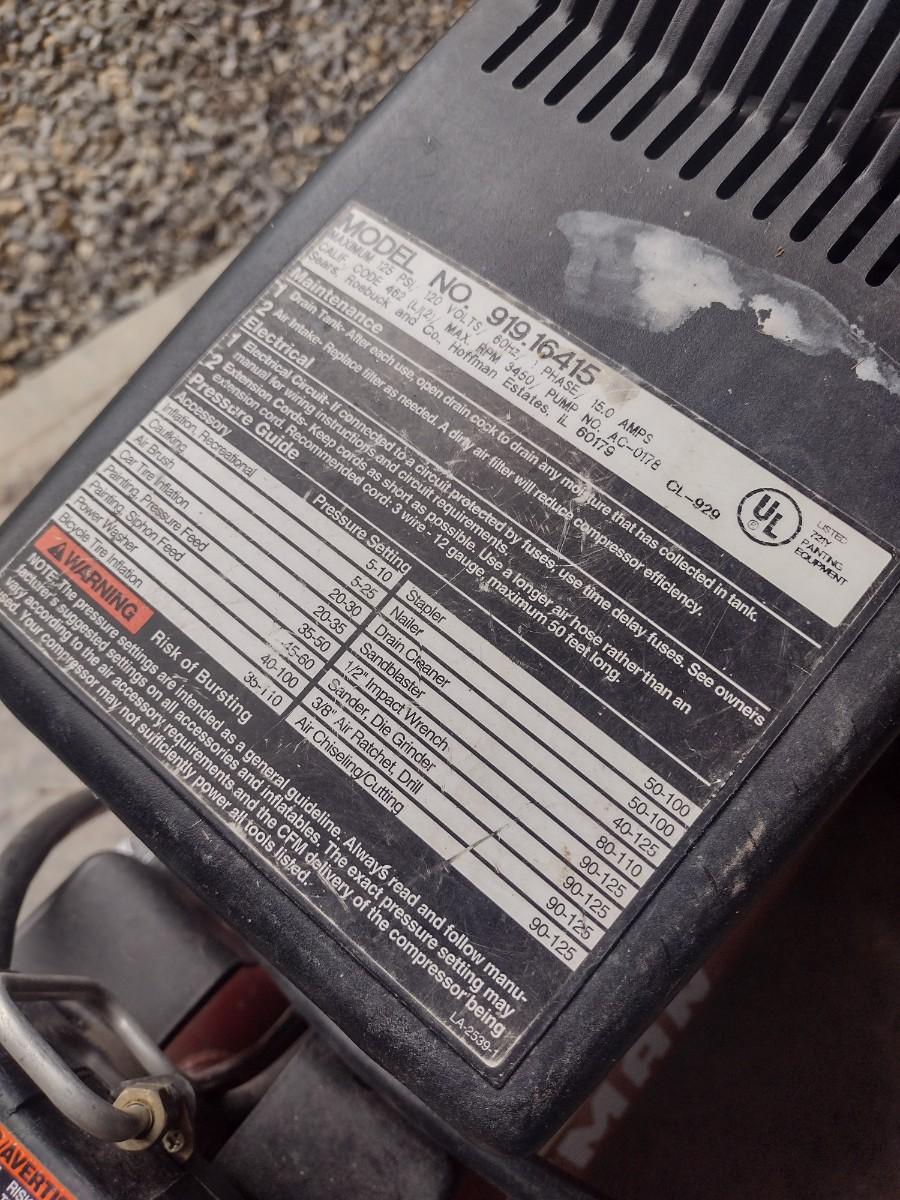 MODEL NO. 919.16415
MAXIMUM 125 PSI/ 120 VOLTS/ 60HZ/ 1 PHASE/ 15.0 AMPS
CALIF. CODE 462 (L)(2)/ MAX. RPM 3450/ PUMP NO. AC-0178
Sears, Roebuck and Co., Hoffman Estates, IL 60179
CL-929
UL
LISTED
PAINTING
EQUIPMENT
Maintenance
1 Drain Tank- After each use, open drain cock to drain any moisture that has collected in tank.
2 Air Intake- Replace filter as needed. A dirty air filter will reduce compressor efficiency.
Electrical
1 Electrical Circuit- If connected to a circuit protected by fuses, use time delay fuses. See owners
manual for wiring instructions and circuit requirements.
2 Extension Cords- Keep cords as short as possible. Use a longer air hose rather than an
extension cord. Recommended cord: 3 wire - 12 gauge, maximum 50 feet long.
Pressure Guide
Accessory Pressure Setting
Inflation, Recreational 5-10
Caulking 5-25
Air Brush 20-30
Car Tire Inflation 20-35
Painting, Pressure Feed 35-50
Painting, Siphon Feed 45-60
Power Washer 40-100
Bicycle Tire Inflation 35-110
Stapler 50-100
Nailer 50-100
Drain Cleaner 40-125
Sandblaster 80-110
1/2" Impact Wrench 90-125
Sander, Die Grinder 90-125
3/8" Air Ratchet, Drill 90-125
Air Chiseling/Cutting 90-125
WARNING Risk of Bursting
NOTE: The pressure settings are intended as a general guideline. Always read and follow manu-
facturer's suggested settings on all accessories and inflatables. The exact pressure setting may
vary according to the air accessory requirements and the CFM delivery of the compressor being
used. Your compressor may not sufficiently power all tools listed.
LA-2539-1
MAN
/AVERTI
RIS